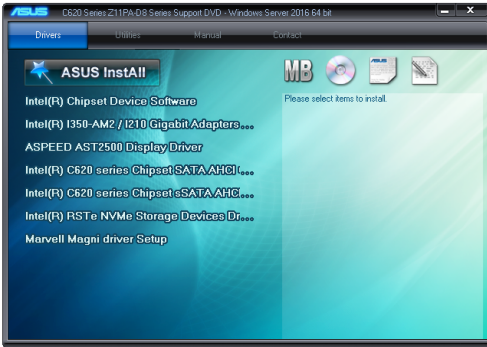 ASUS C620 Series Z11PA-D8 Series Support DVD - Windows Server 2016 64 bit
Drivers Utilities Manual Contact
ASUS InstAll
MB
Intel(R) Chipset Device Software
Please select items to install.
Intel(R) I350-AM2 / I210 Gigabit Adapters...
ASPEED AST2500 Display Driver
Intel(R) C620 series Chipset SATA AHCI (...
Intel(R) C620 series Chipset sSATA AHC...
Intel(R) RSTe NVMe Storage Devices Dr...
Marvell Magni driver Setup